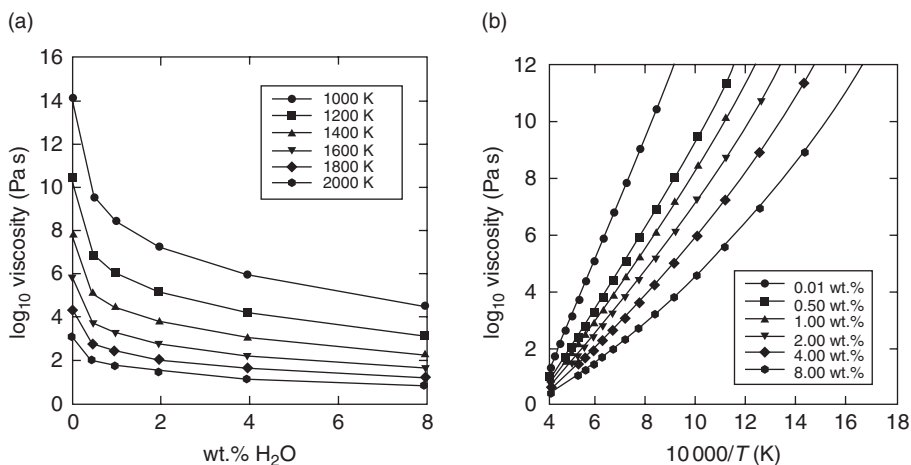 (a)
log₁₀ viscosity (Pa s)
16
14
12
10
8
6
4
2
0
0 2 4 6 8
wt.% H₂O
1000 K
1200 K
1400 K
1600 K
1800 K
2000 K
(b)
log₁₀ viscosity (Pa s)
12
10
8
6
4
2
0
4 6 8 10 12 14 16 18
10 000/T (K)
0.01 wt.%
0.50 wt.%
1.00 wt.%
2.00 wt.%
4.00 wt.%
8.00 wt.%